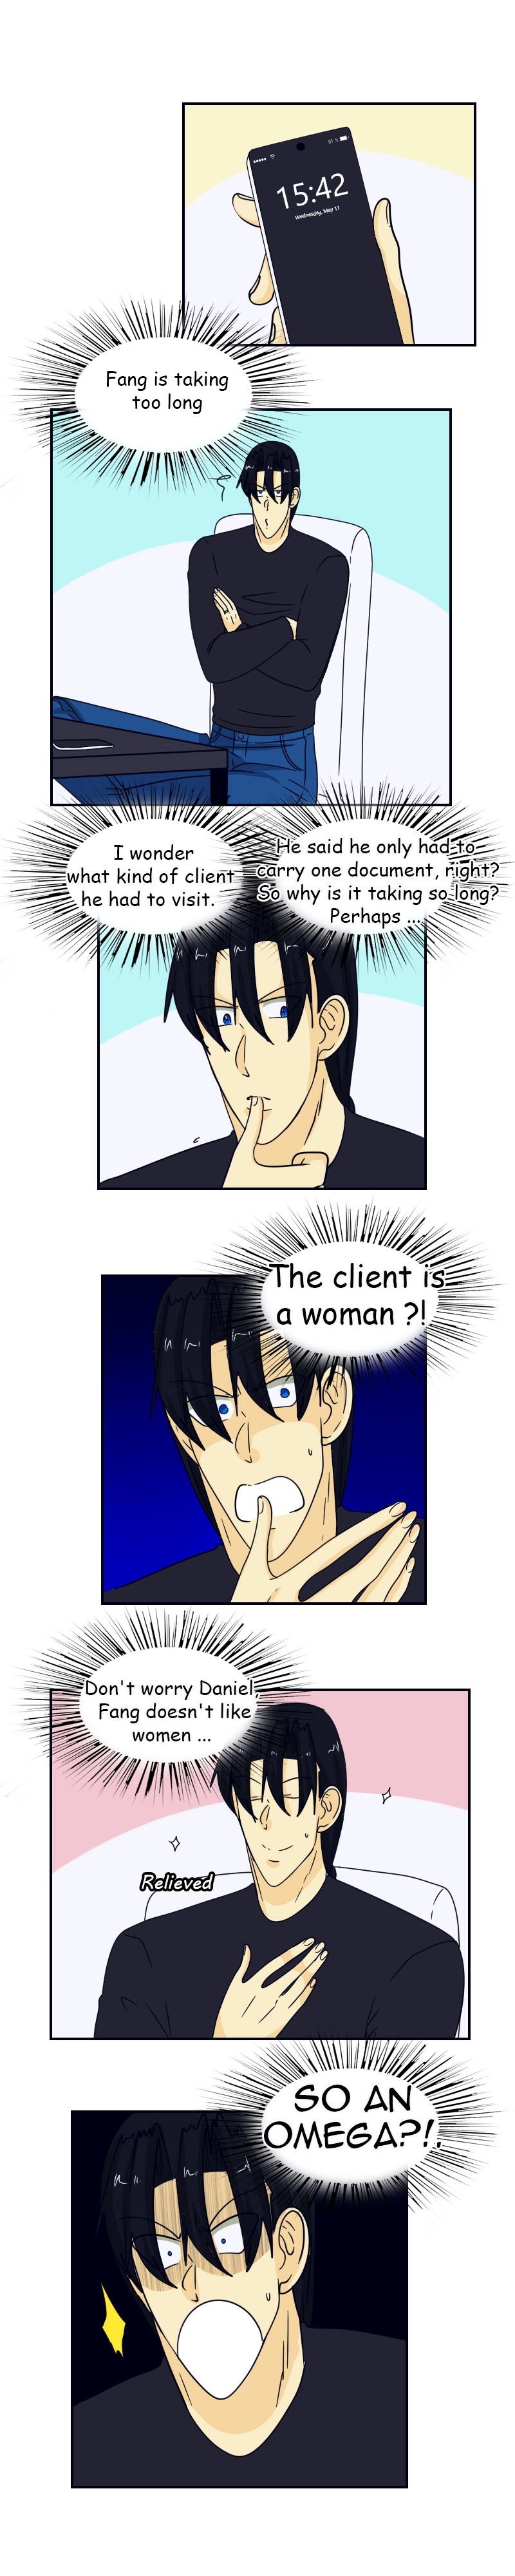 15:42
Wednesday, May 11
Fang is taking
too long
I wonder
what kind of client
he had to visit.
He said he only had to
carry one document, right?
So why is it taking so long?
Perhaps ...
The client is
a woman ?!
Don't worry Daniel,
Fang doesn't like
women ...
Relieved
SO AN
OMEGA?!